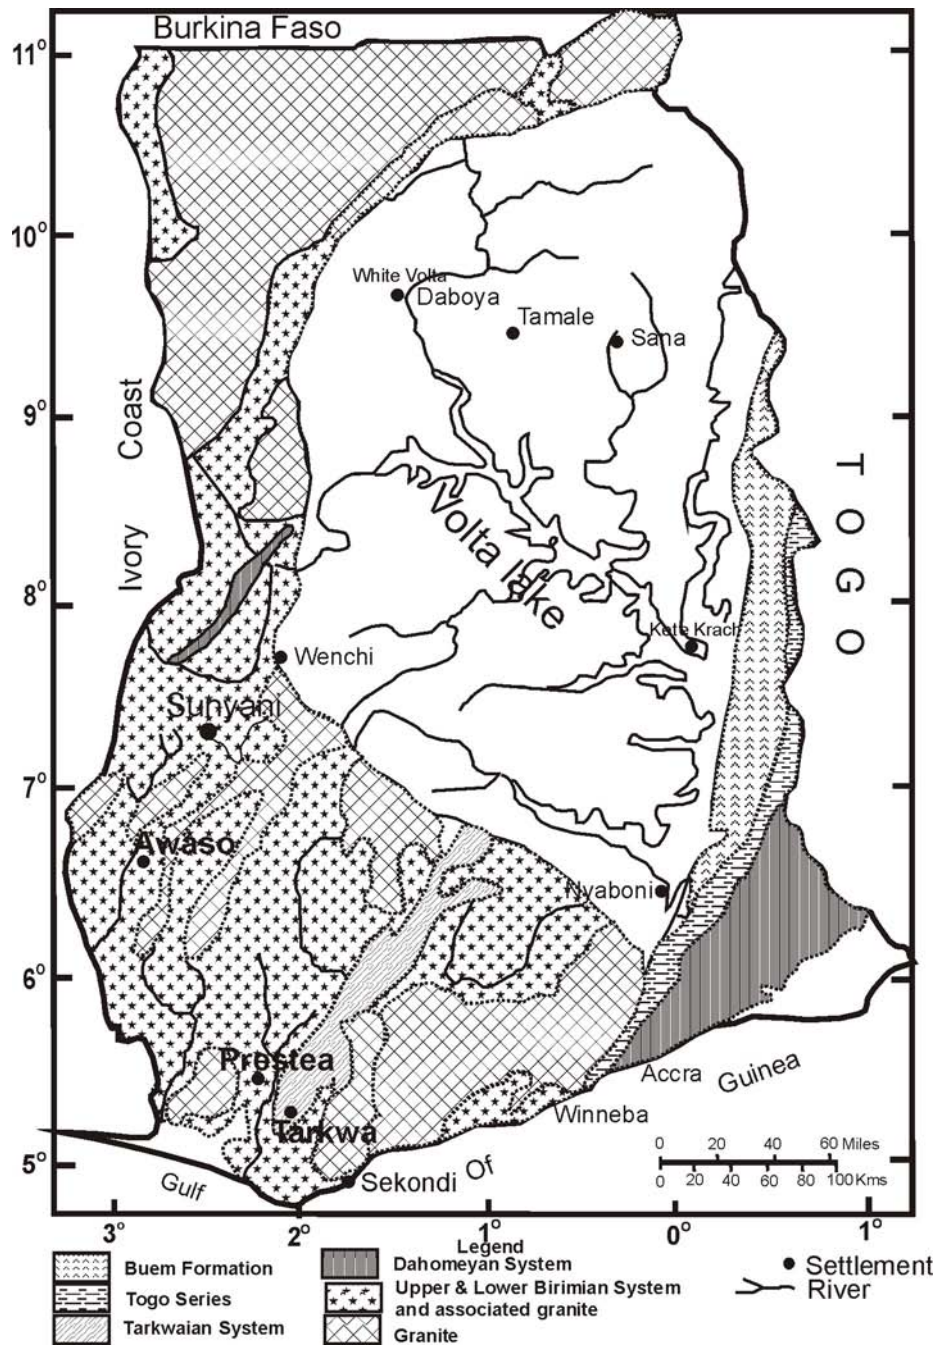 Burkina Faso
11°
10°
White Volta
Daboya
Tamale
Sana
9°
Ivory Coast
TOGO
Volta lake
8°
Kete Krach
Wenchi
Sunyani
7°
Awaso
Nyaboni
6°
Prestea
Accra
Guinea
Winneba
Tarkwa
0 20 40 60 Miles
5°
Sekondi
Of
0 20 40 60 80 100 Kms
Gulf
3° 2° 1° 0° 1°
Legend
Buem Formation
Togo Series
Tarkwaian System
Dahomeyan System
Upper & Lower Birimian System
and associated granite
Granite
Settlement
River